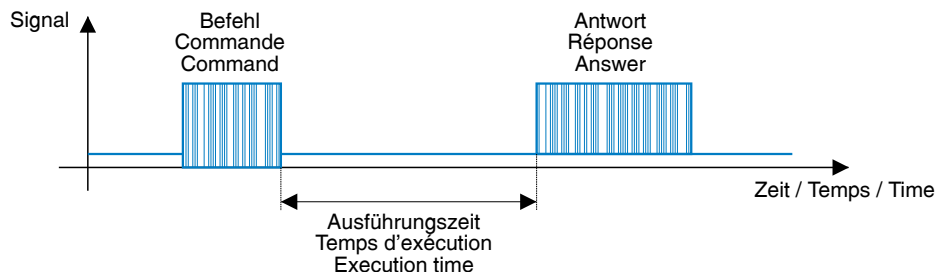 Signal
Befehl
Commande
Command
Antwort
Réponse
Answer
Zeit / Temps / Time
Ausführungszeit
Temps d'exécution
Execution time